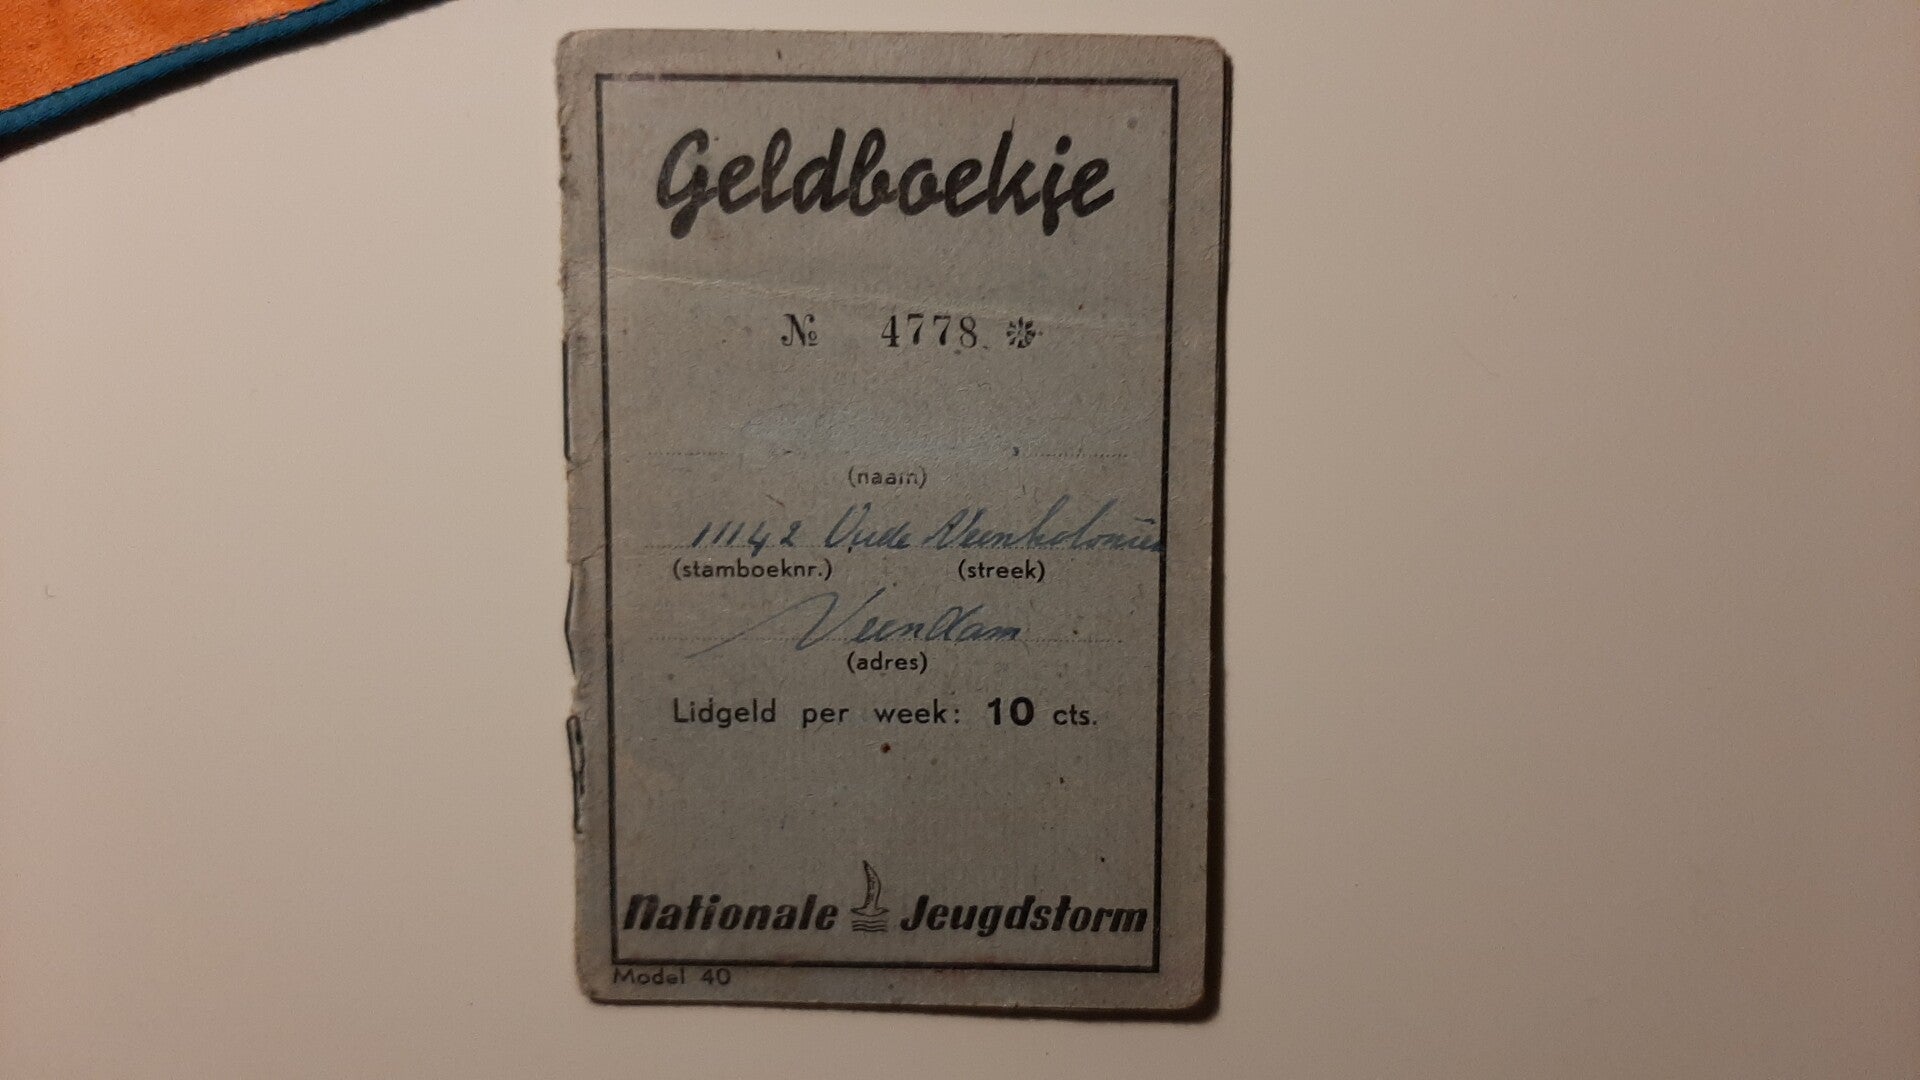 Geldboekje
№ 4778
(naam)
11142 Oude Veenkoloniën
(stamboeknr.) (streek)
Veendam
(adres)
Lidgeld per week: 10 cts.
Nationale Jeugdstorm
Model 40